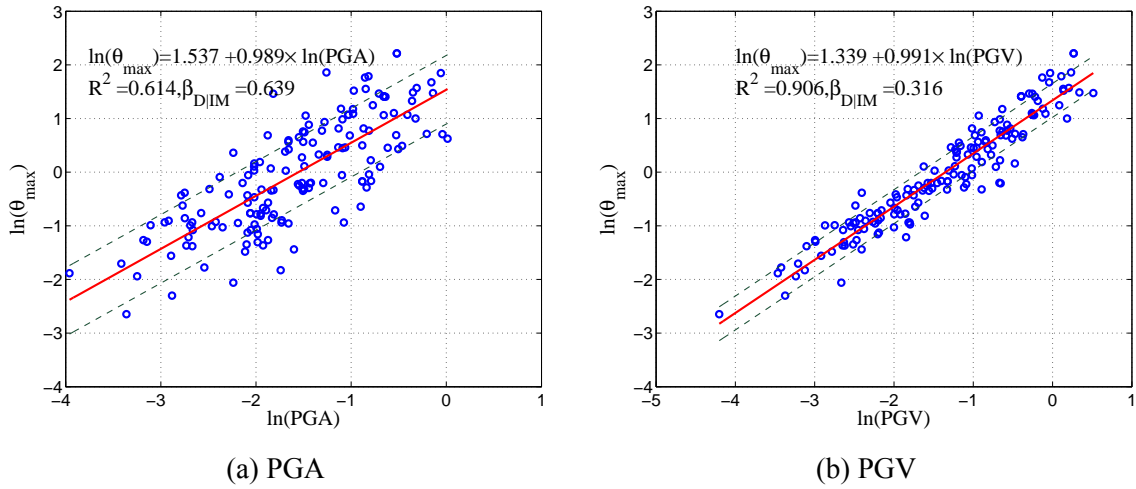 3
2
1
0
−1
−2
−3
−4
ln(θmax)
ln(θmax)=1.537 +0.989× ln(PGA)
R² =0.614,βD|IM =0.639
−4 −3 −2 −1 0 1
ln(PGA)
(a) PGA
3
2
1
0
−1
−2
−3
−4
ln(θmax)
ln(θmax)=1.339 +0.991× ln(PGV)
R² =0.906,βD|IM =0.316
−5 −4 −3 −2 −1 0 1
ln(PGV)
(b) PGV